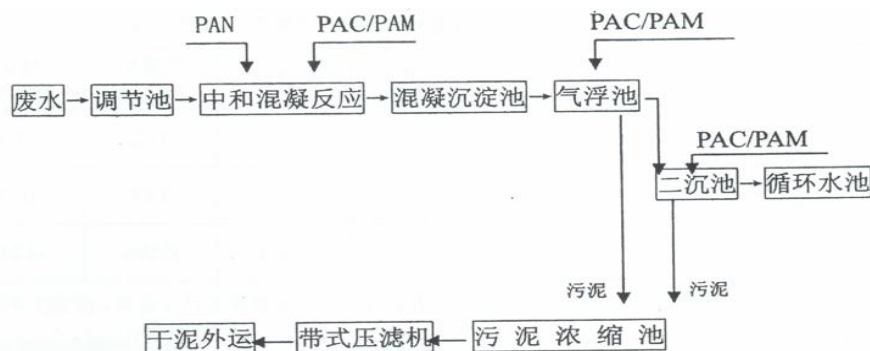 PAN PAC/PAM PAC/PAM
废水 调节池 中和混凝反应 混凝沉淀池 气浮池
PAC/PAM
二沉池 循环水池
污泥 污泥
干泥外运 带式压滤机 污泥浓缩池